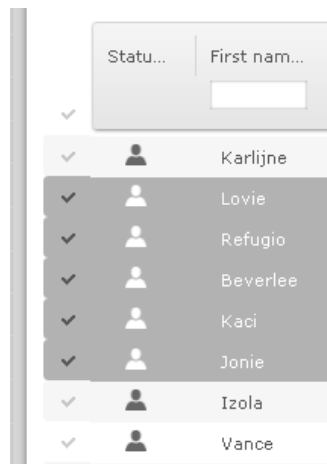 Statu... First nam...
Karlijne
Lovie
Refugio
Beverlee
Kaci
Jonie
Izola
Vance